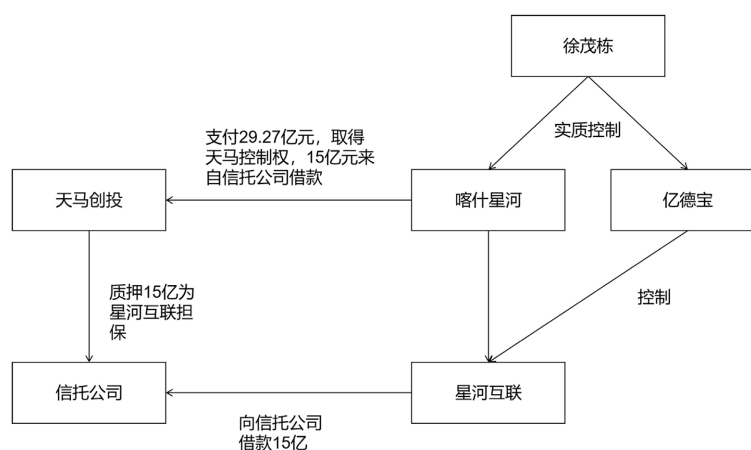 徐茂栋
实质控制
支付29.27亿元，取得
天马控制权，15亿元来
自信托公司借款
天马创投
喀什星河
亿德宝
质押15亿为
星河互联担
保
控制
信托公司
星河互联
向信托公司
借款15亿